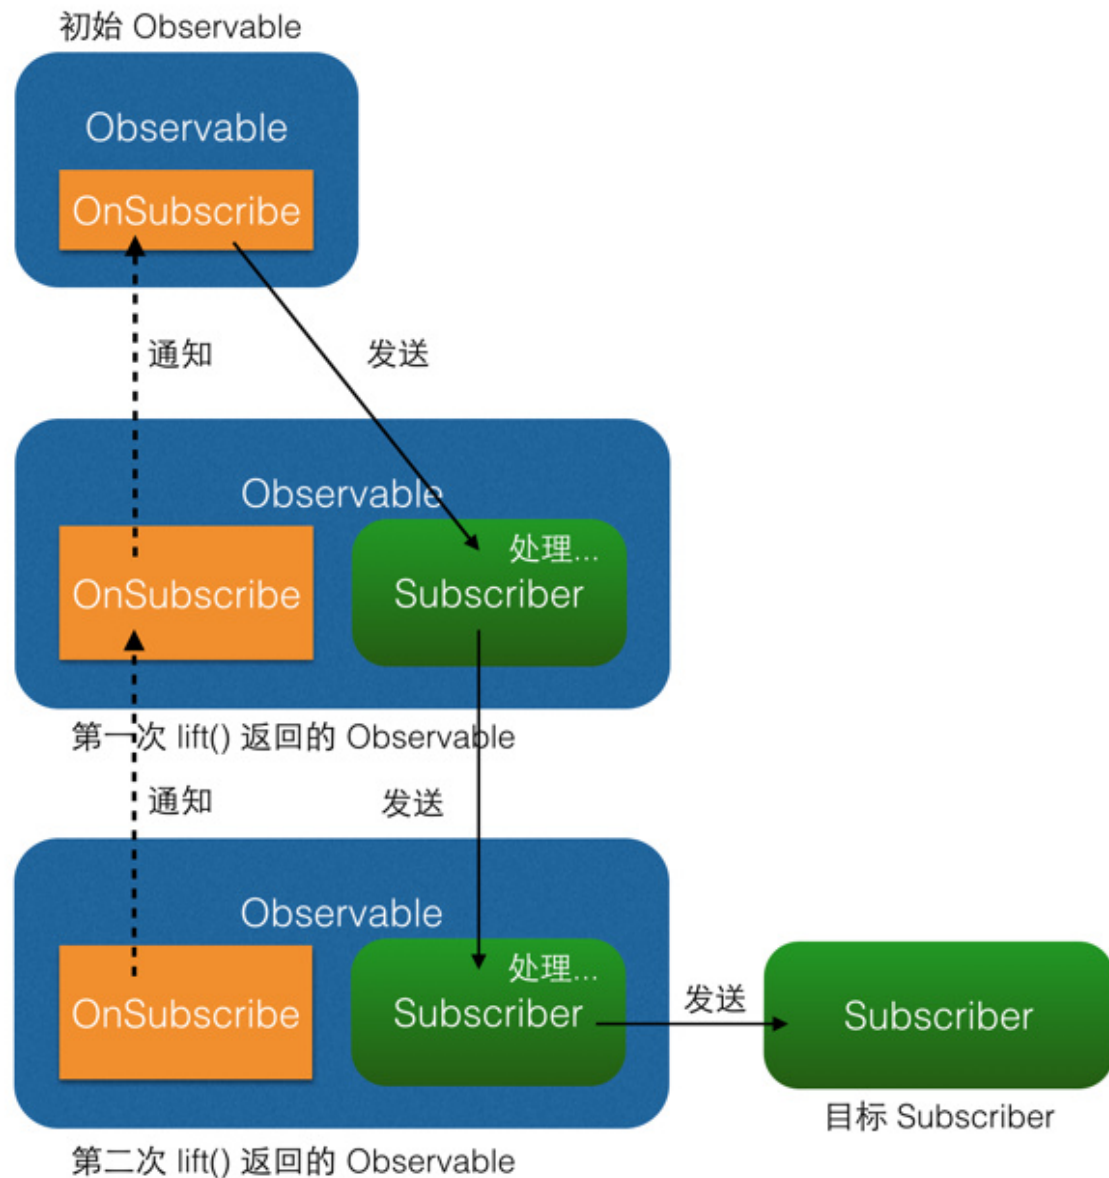 初始 Observable
Observable
OnSubscribe
通知
发送
Observable
处理...
OnSubscribe
Subscriber
第一次 lift() 返回的 Observable
通知
发送
Observable
处理...
OnSubscribe
Subscriber
发送
Subscriber
目标 Subscriber
第二次 lift() 返回的 Observable